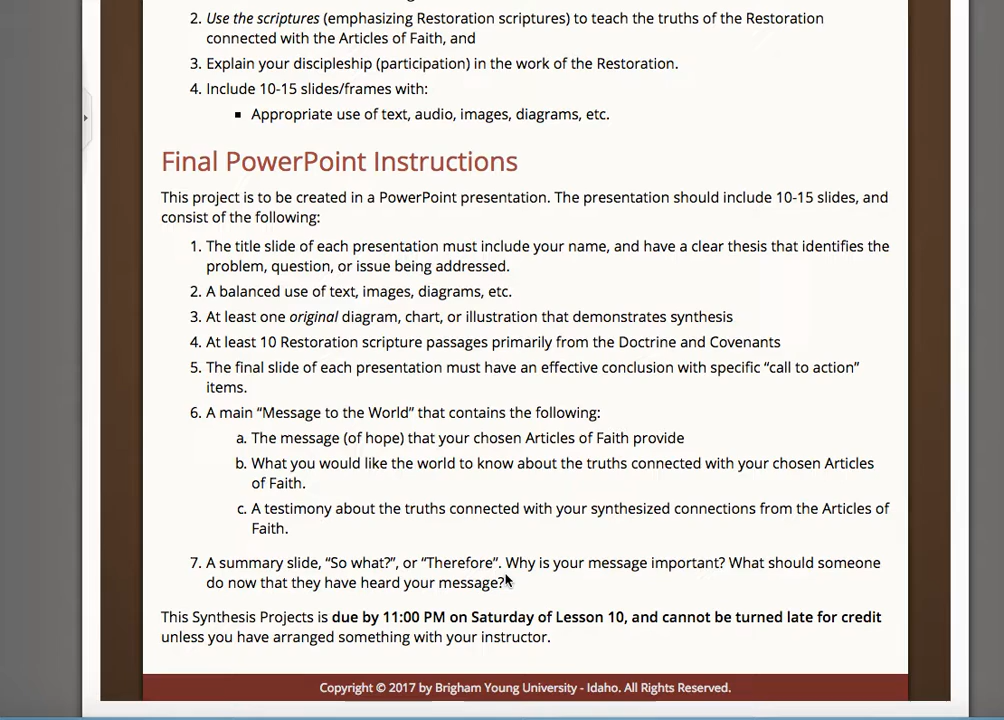 2. Use the scriptures (emphasizing Restoration scriptures) to teach the truths of the Restoration
connected with the Articles of Faith, and
3. Explain your discipleship (participation) in the work of the Restoration.
4. Include 10-15 slides/frames with:
▪ Appropriate use of text, audio, images, diagrams, etc.
Final PowerPoint Instructions
This project is to be created in a PowerPoint presentation. The presentation should include 10-15 slides, and
consist of the following:
1. The title slide of each presentation must include your name, and have a clear thesis that identifies the
problem, question, or issue being addressed.
2. A balanced use of text, images, diagrams, etc.
3. At least one original diagram, chart, or illustration that demonstrates synthesis
4. At least 10 Restoration scripture passages primarily from the Doctrine and Covenants
5. The final slide of each presentation must have an effective conclusion with specific “call to action”
items.
6. A main “Message to the World” that contains the following:
a. The message (of hope) that your chosen Articles of Faith provide
b. What you would like the world to know about the truths connected with your chosen Articles
of Faith.
c. A testimony about the truths connected with your synthesized connections from the Articles of
Faith.
7. A summary slide, “So what?”, or “Therefore”. Why is your message important? What should someone
do now that they have heard your message?
This Synthesis Projects is due by 11:00 PM on Saturday of Lesson 10, and cannot be turned late for credit
unless you have arranged something with your instructor.
Copyright © 2017 by Brigham Young University - Idaho. All Rights Reserved.